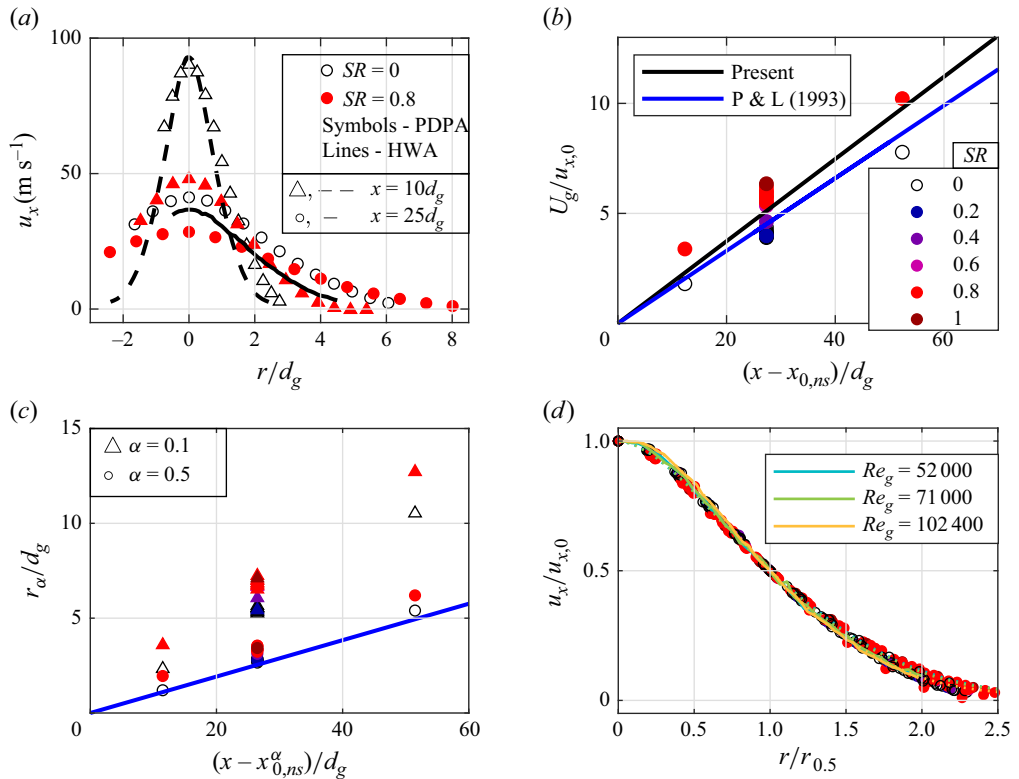 (a)
100
50
0
u_x (m s⁻¹)
SR = 0
SR = 0.8
Symbols - PDPA
Lines - HWA
△, – – x = 10d_g
○, – x = 25d_g
−2 0 2 4 6 8
r/d_g
(b)
10
5
0
U_g/u_{x,0}
Present
P & L (1993)
SR
0
0.2
0.4
0.6
0.8
1
20 40 60
(x – x_{0,ns})/d_g
(c)
15
10
5
0
r_α/d_g
α = 0.1
α = 0.5
20 40 60
(x – x^α_{0,ns})/d_g
(d)
1.0
0.5
0
u_x/u_{x,0}
Re_g = 52 000
Re_g = 71 000
Re_g = 102 400
0 0.5 1.0 1.5 2.0 2.5
r/r_{0.5}